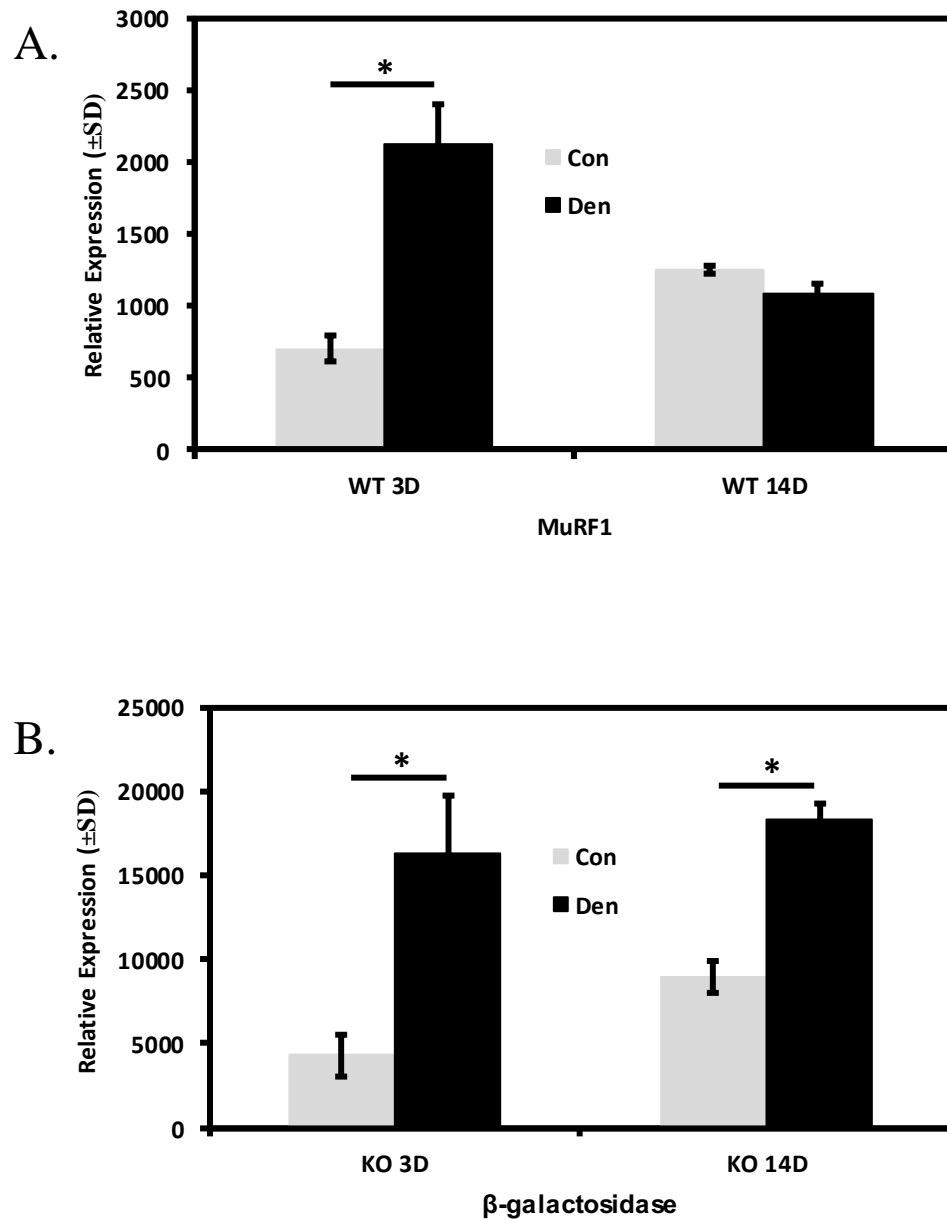 A.
Relative Expression (±SD)
3000
2500
2000
1500
1000
500
0
*
Con
Den
WT 3D
WT 14D
MuRF1
B.
Relative Expression (±SD)
25000
20000
15000
10000
5000
0
*
*
Con
Den
KO 3D
KO 14D
β-galactosidase